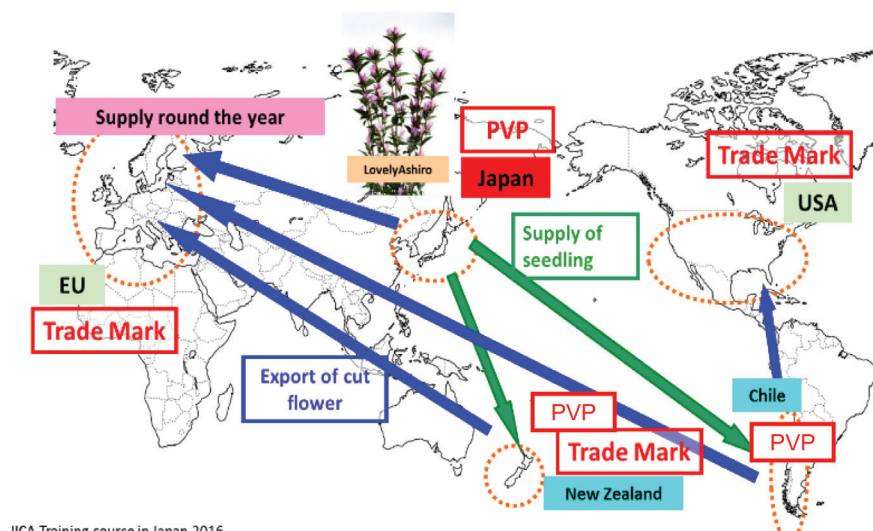 Supply round the year
PVP
LovelyAshiro
Japan
Trade Mark
USA
Supply of
seedling
EU
Trade Mark
Export of cut
flower
Chile
PVP
PVP
Trade Mark
New Zealand
JICA Training course in Japan 2016